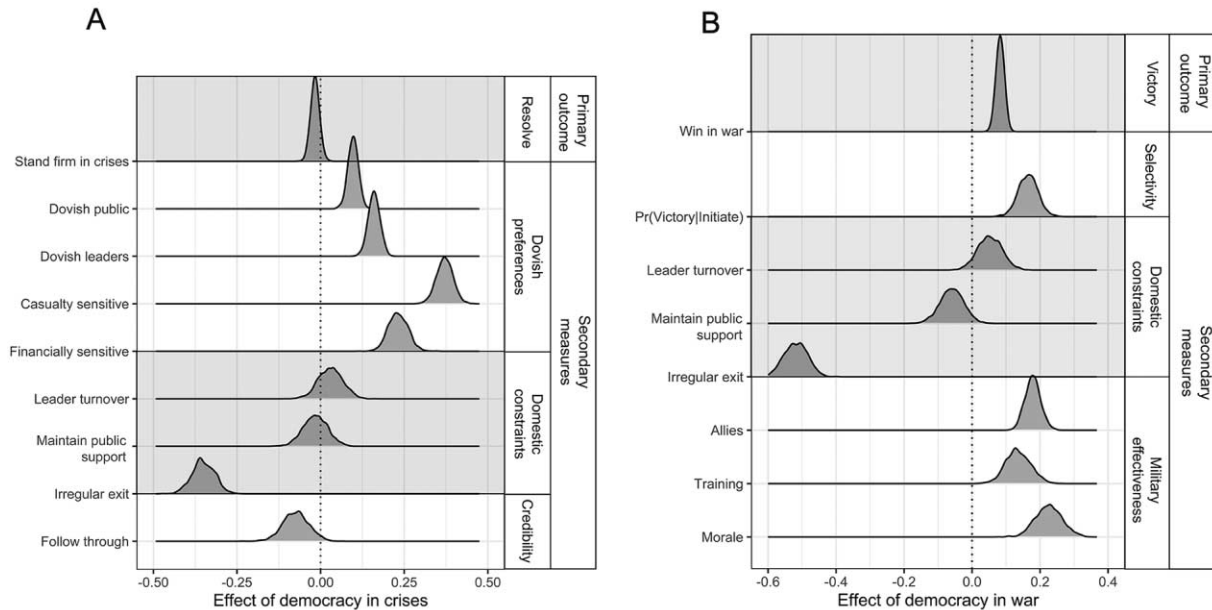 A
Stand firm in crises
Dovish public
Dovish leaders
Casualty sensitive
Financially sensitive
Leader turnover
Maintain public
support
Irregular exit
Follow through
Resolve
Dovish
preferences
Domestic
constraints
Credibility
Primary
outcome
Secondary
measures
-0.50
-0.25
0.00
0.25
0.50
Effect of democracy in crises
B
Win in war
Pr(Victory|Initiate)
Leader turnover
Maintain public
support
Irregular exit
Allies
Training
Morale
Victory
Selectivity
Domestic
constraints
Military
effectiveness
Primary
outcome
Secondary
measures
-0.6
-0.4
-0.2
0.0
0.2
0.4
Effect of democracy in war